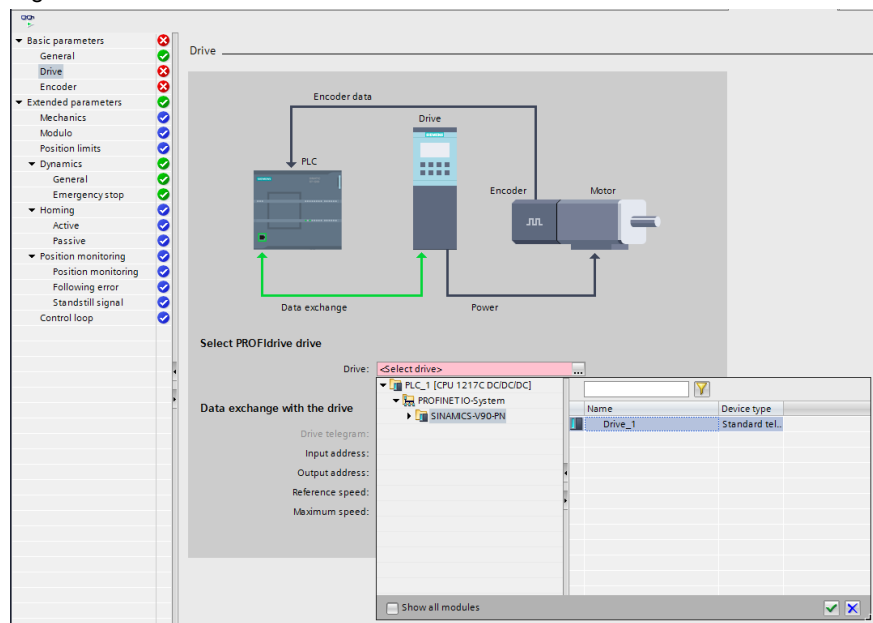 Basic parameters
General
Drive
Encoder
Extended parameters
Mechanics
Modulo
Position limits
Dynamics
General
Emergency stop
Homing
Active
Passive
Position monitoring
Position monitoring
Following error
Standstill signal
Control loop
Drive
Encoder data
Drive
PLC
Encoder
Motor
Data exchange
Power
Select PROFIdrive drive
Drive: <Select drive> ...
PLC_1 [CPU 1217C DC/DC/DC]
PROFINET IO-System
SINAMICS-V90-PN
Name Device type
Drive_1 Standard tel..
Data exchange with the drive
Drive telegram:
Input address:
Output address:
Reference speed:
Maximum speed:
Show all modules